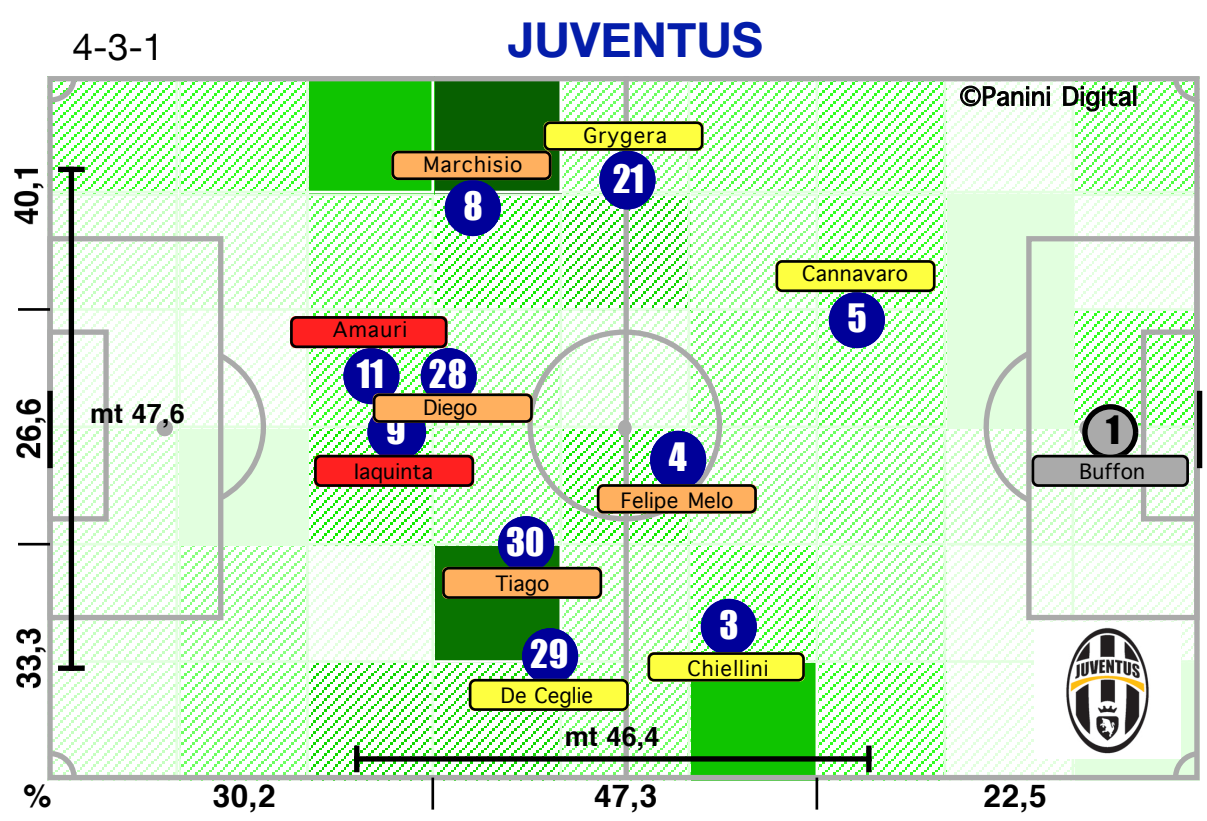 JUVENTUS
4-3-1
©Panini Digital
Grygera
21
Marchisio
8
40,1
Cannavaro
5
Amauri
11
28
Diego
mt 47,6
26,6
9
Iaquinta
4
Felipe Melo
1
Buffon
30
Tiago
3
Chiellini
29
De Ceglie
33,3
JUVENTUS
mt 46,4
%
30,2
47,3
22,5